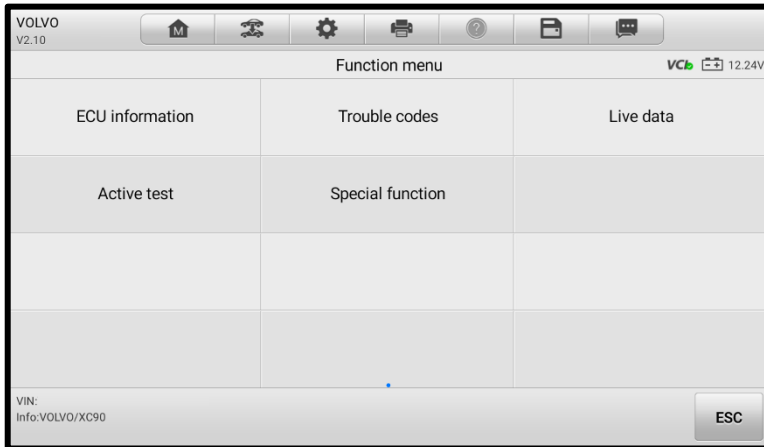 VOLVO
V2.10
M
?
Function menu
VCI
12.24V
ECU information
Trouble codes
Live data
Active test
Special function
VIN:
Info:VOLVO/XC90
ESC